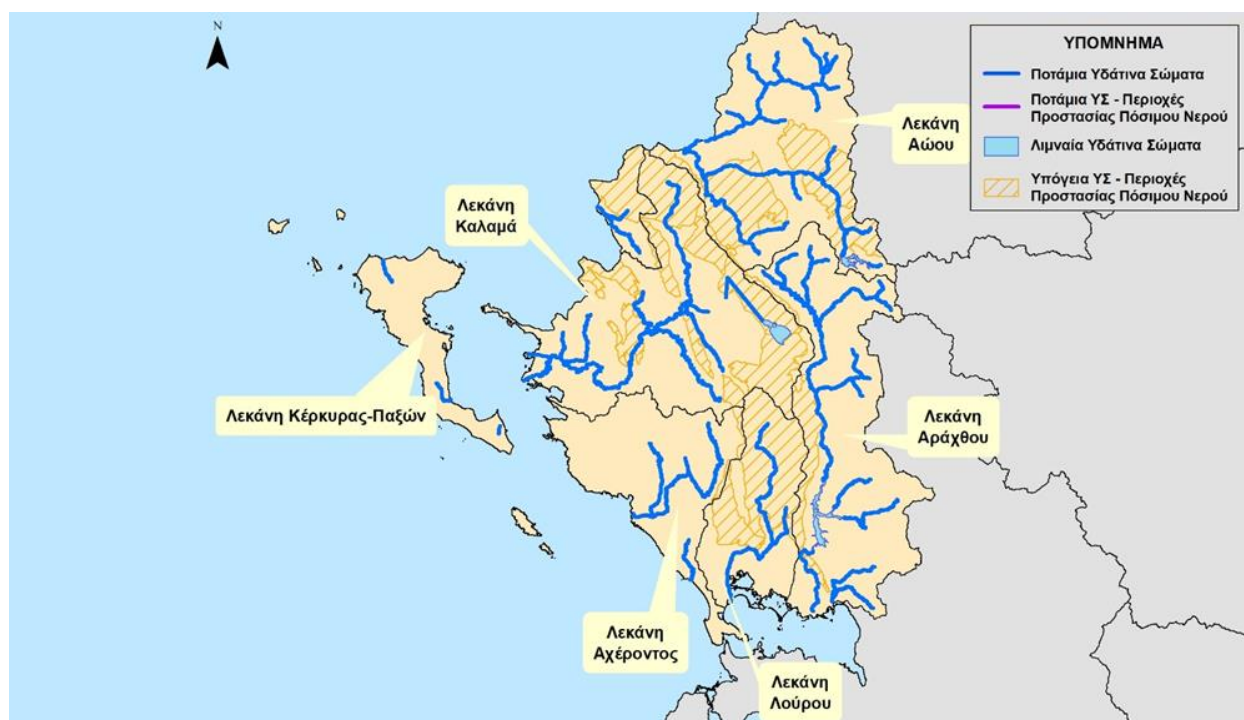 N
ΥΠΟΜΝΗΜΑ
Ποτάμια Υδάτινα Σώματα
Ποτάμια ΥΣ - Περιοχές
Προστασίας Πόσιμου Νερού
Λιμναία Υδάτινα Σώματα
Υπόγεια ΥΣ - Περιοχές
Προστασίας Πόσιμου Νερού
Λεκάνη
Αώου
Λεκάνη
Καλαμά
Λεκάνη Κέρκυρας-Παξών
Λεκάνη
Αράχθου
Λεκάνη
Αχέροντος
Λεκάνη
Λούρου